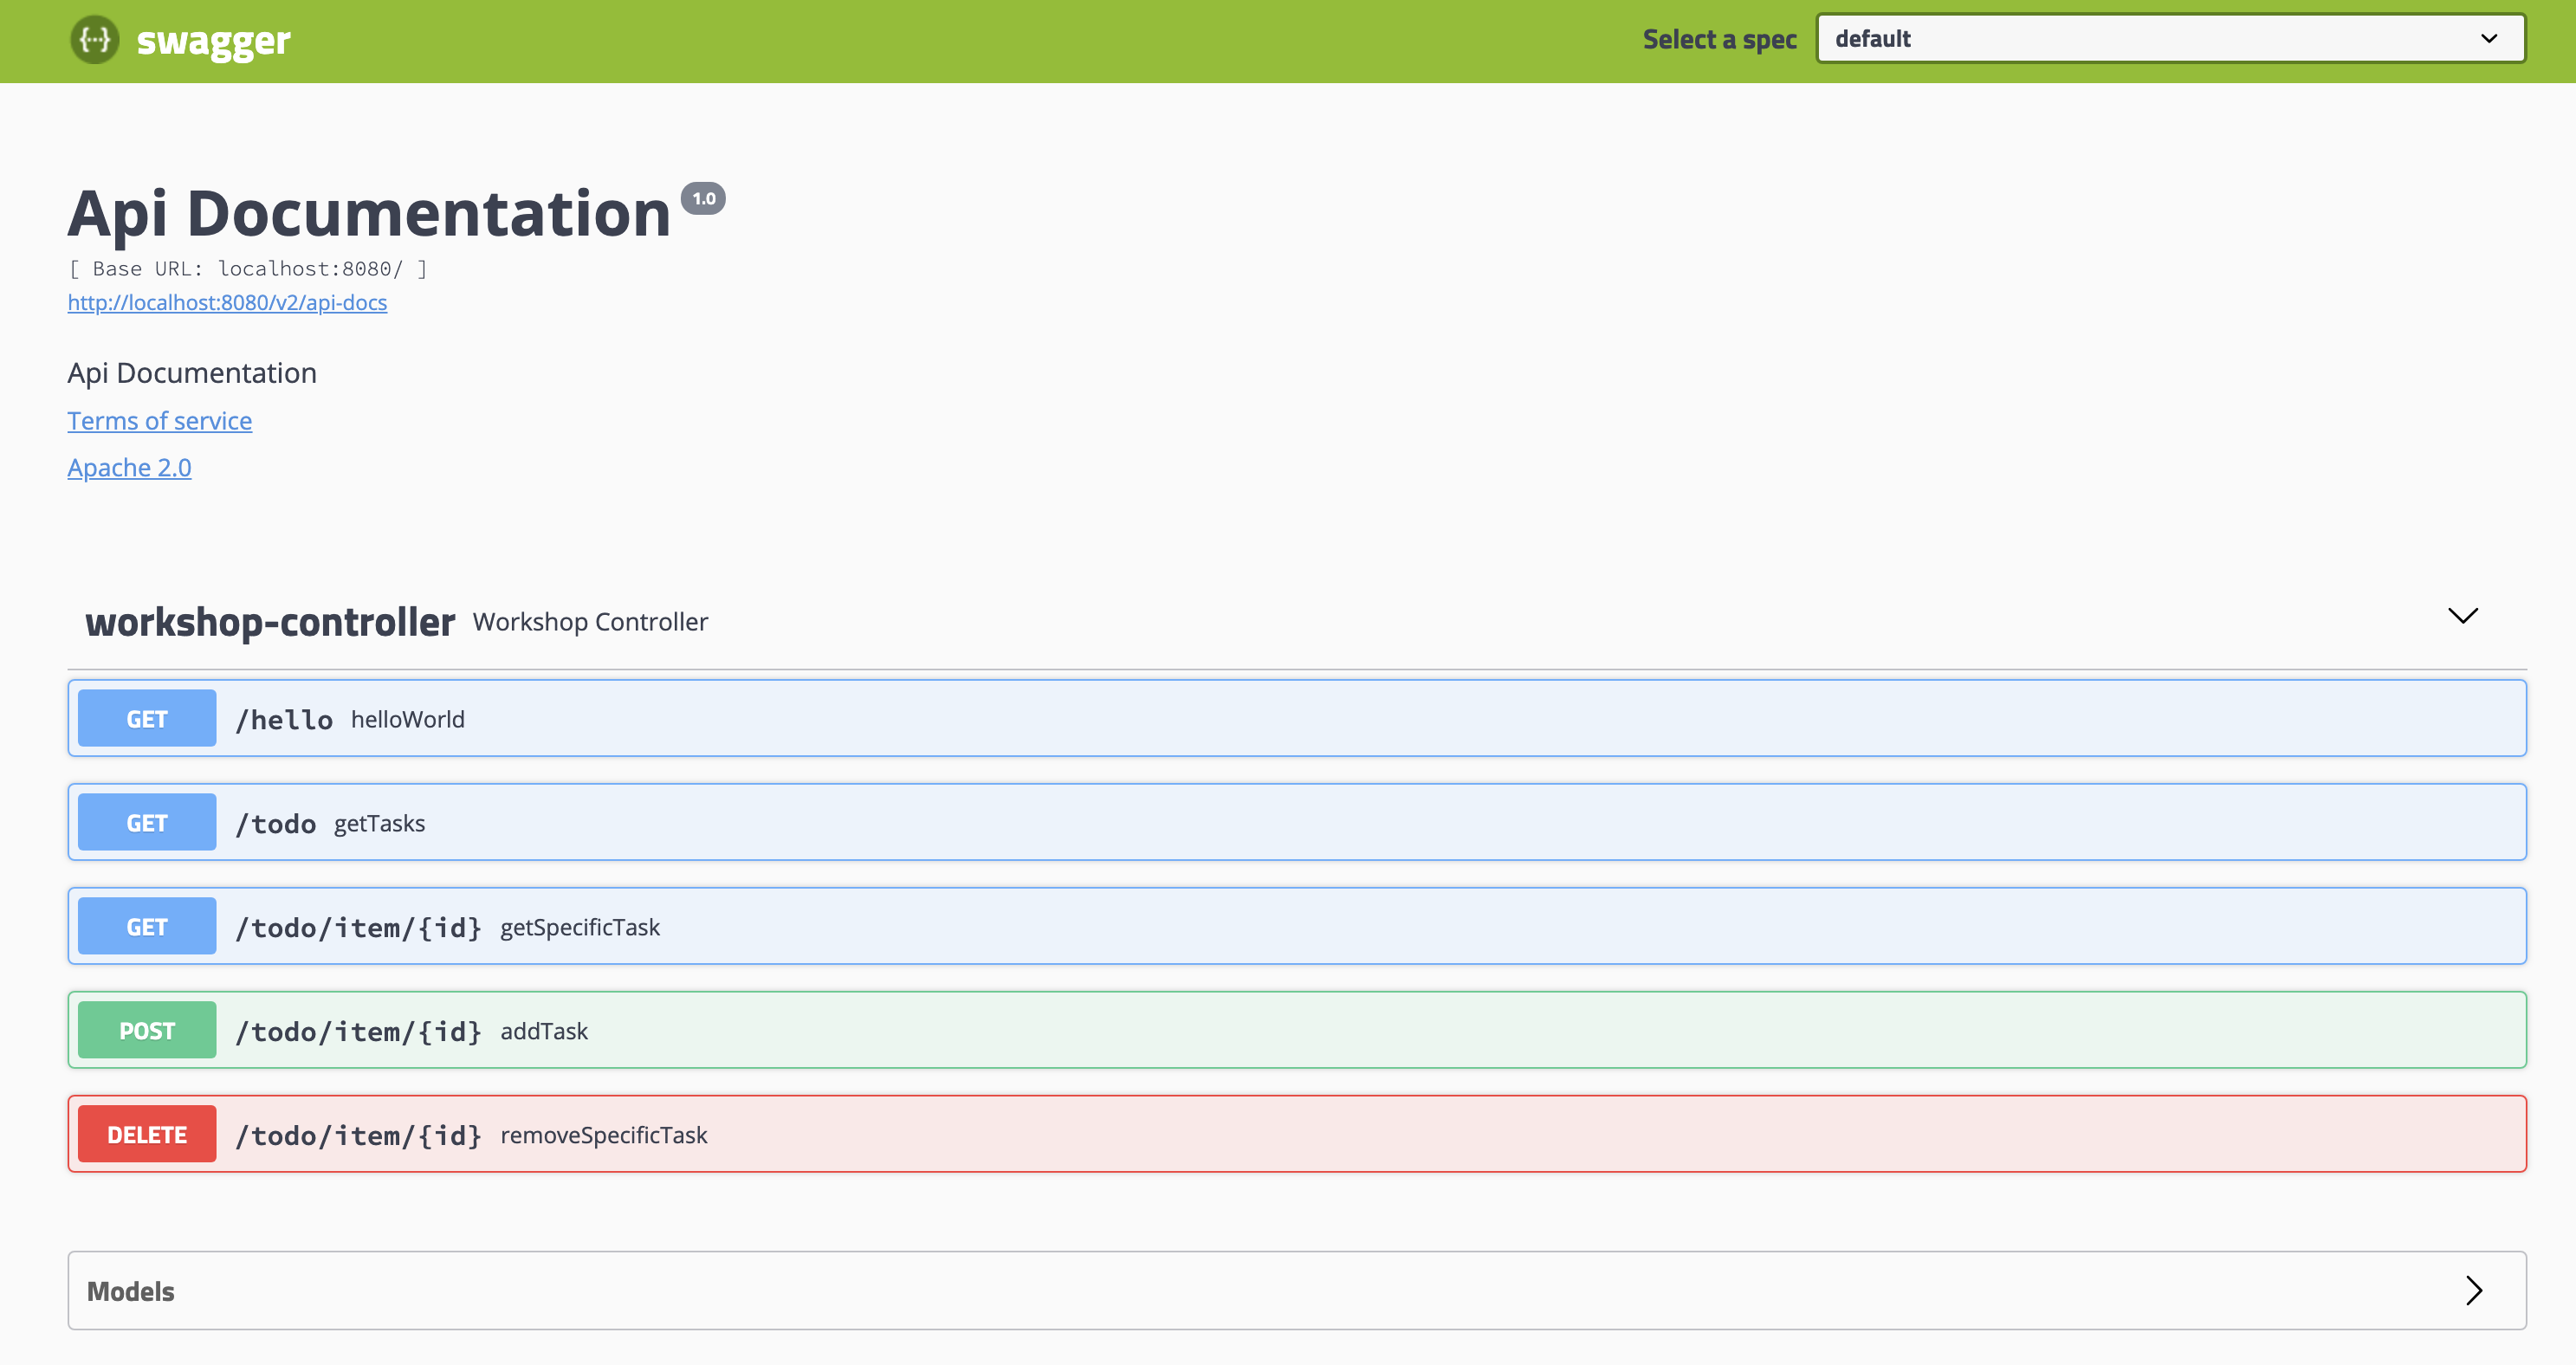 {...} swagger
Select a spec default
Api Documentation 1.0
[ Base URL: localhost:8080/ ]
http://localhost:8080/v2/api-docs
Api Documentation
Terms of service
Apache 2.0
workshop-controller Workshop Controller
GET /hello helloWorld
GET /todo getTasks
GET /todo/item/{id} getSpecificTask
POST /todo/item/{id} addTask
DELETE /todo/item/{id} removeSpecificTask
Models